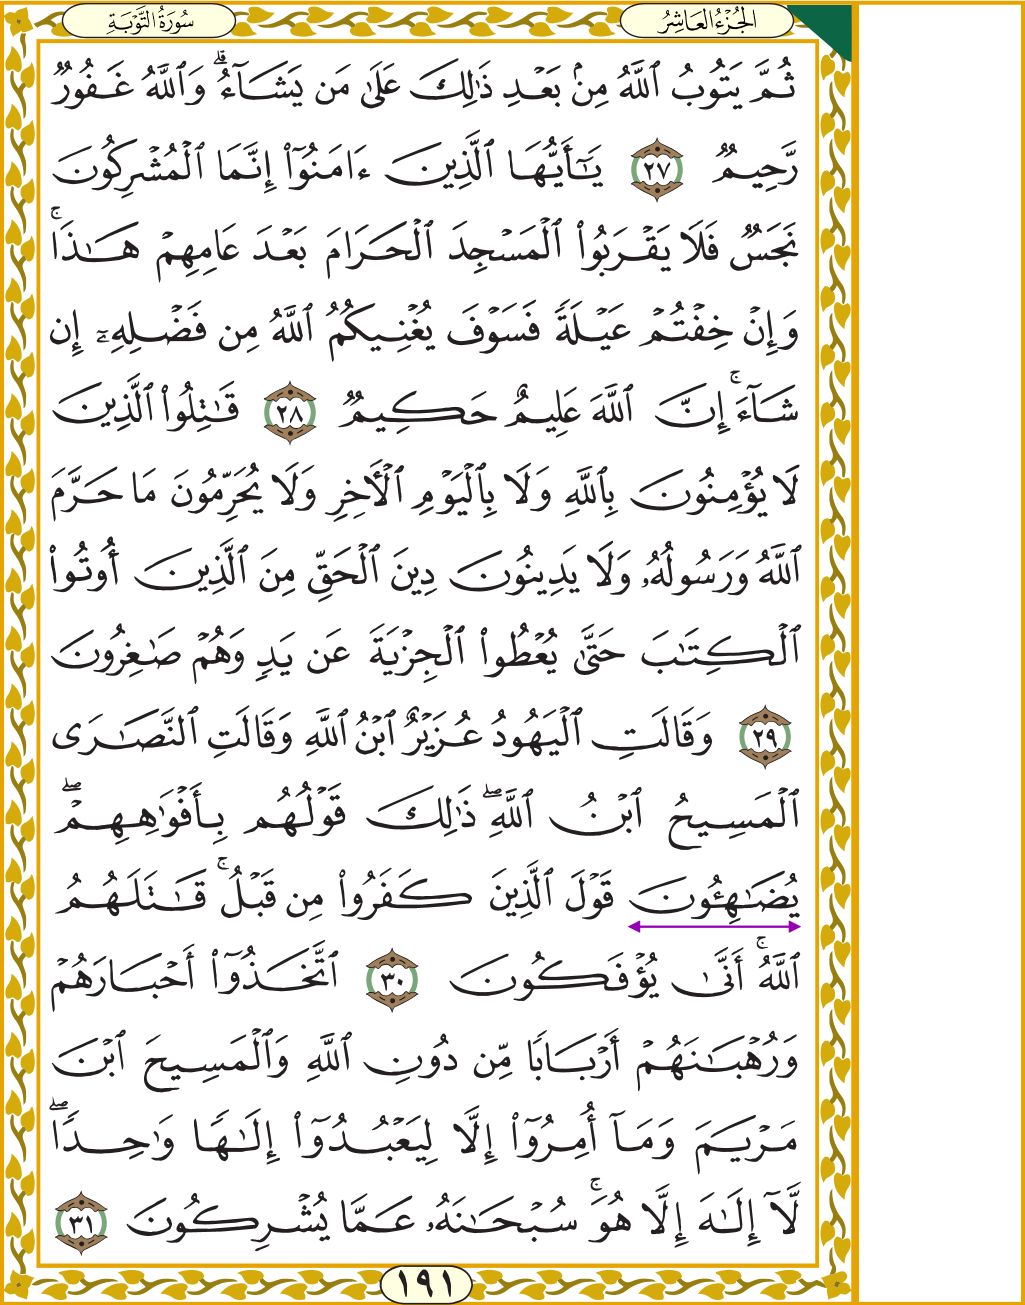 سُورَةُ التَّوْبَةِ
الجُزْءُ العَاشِرُ
ثُمَّ يَتُوبُ ٱللَّهُ مِنۢ بَعْدِ ذَٰلِكَ عَلَىٰ مَن يَشَآءُۗ وَٱللَّهُ غَفُورٌ
رَّحِيمٌ ٢٧ يَٰٓأَيُّهَا ٱلَّذِينَ ءَامَنُوٓا۟ إِنَّمَا ٱلْمُشْرِكُونَ
نَجَسٌ فَلَا يَقْرَبُوا۟ ٱلْمَسْجِدَ ٱلْحَرَامَ بَعْدَ عَامِهِمْ هَٰذَاۚ
وَإِنْ خِفْتُمْ عَيْلَةً فَسَوْفَ يُغْنِيكُمُ ٱللَّهُ مِن فَضْلِهِۦٓ إِن
شَآءَۚ إِنَّ ٱللَّهَ عَلِيمٌ حَكِيمٌ ٢٨ قَٰتِلُوا۟ ٱلَّذِينَ
لَا يُؤْمِنُونَ بِٱللَّهِ وَلَا بِٱلْيَوْمِ ٱلْأَخِرِ وَلَا يُحَرِّمُونَ مَا حَرَّمَ
ٱللَّهُ وَرَسُولُهُۥ وَلَا يَدِينُونَ دِينَ ٱلْحَقِّ مِنَ ٱلَّذِينَ أُوتُوا۟
ٱلْكِتَٰبَ حَتَّىٰ يُعْطُوا۟ ٱلْجِزْيَةَ عَن يَدٍ وَهُمْ صَٰغِرُونَ
٢٩ وَقَالَتِ ٱلْيَهُودُ عُزَيْرٌ ٱبْنُ ٱللَّهِ وَقَالَتِ ٱلنَّصَٰرَى
ٱلْمَسِيحُ ٱبْنُ ٱللَّهِۖ ذَٰلِكَ قَوْلُهُم بِأَفْوَٰهِهِمْۖ
يُضَٰهِـُٔونَ قَوْلَ ٱلَّذِينَ كَفَرُوا۟ مِن قَبْلُۚ قَٰتَلَهُمُ
ٱللَّهُۚ أَنَّىٰ يُؤْفَكُونَ ٣٠ ٱتَّخَذُوٓا۟ أَحْبَارَهُمْ
وَرُهْبَٰنَهُمْ أَرْبَابًا مِّن دُونِ ٱللَّهِ وَٱلْمَسِيحَ ٱبْنَ
مَرْيَمَ وَمَآ أُمِرُوٓا۟ إِلَّا لِيَعْبُدُوٓا۟ إِلَٰهًا وَٰحِدًاۖ
لَّآ إِلَٰهَ إِلَّا هُوَۚ سُبْحَٰنَهُۥ عَمَّا يُشْرِكُونَ ٣١
١٩١